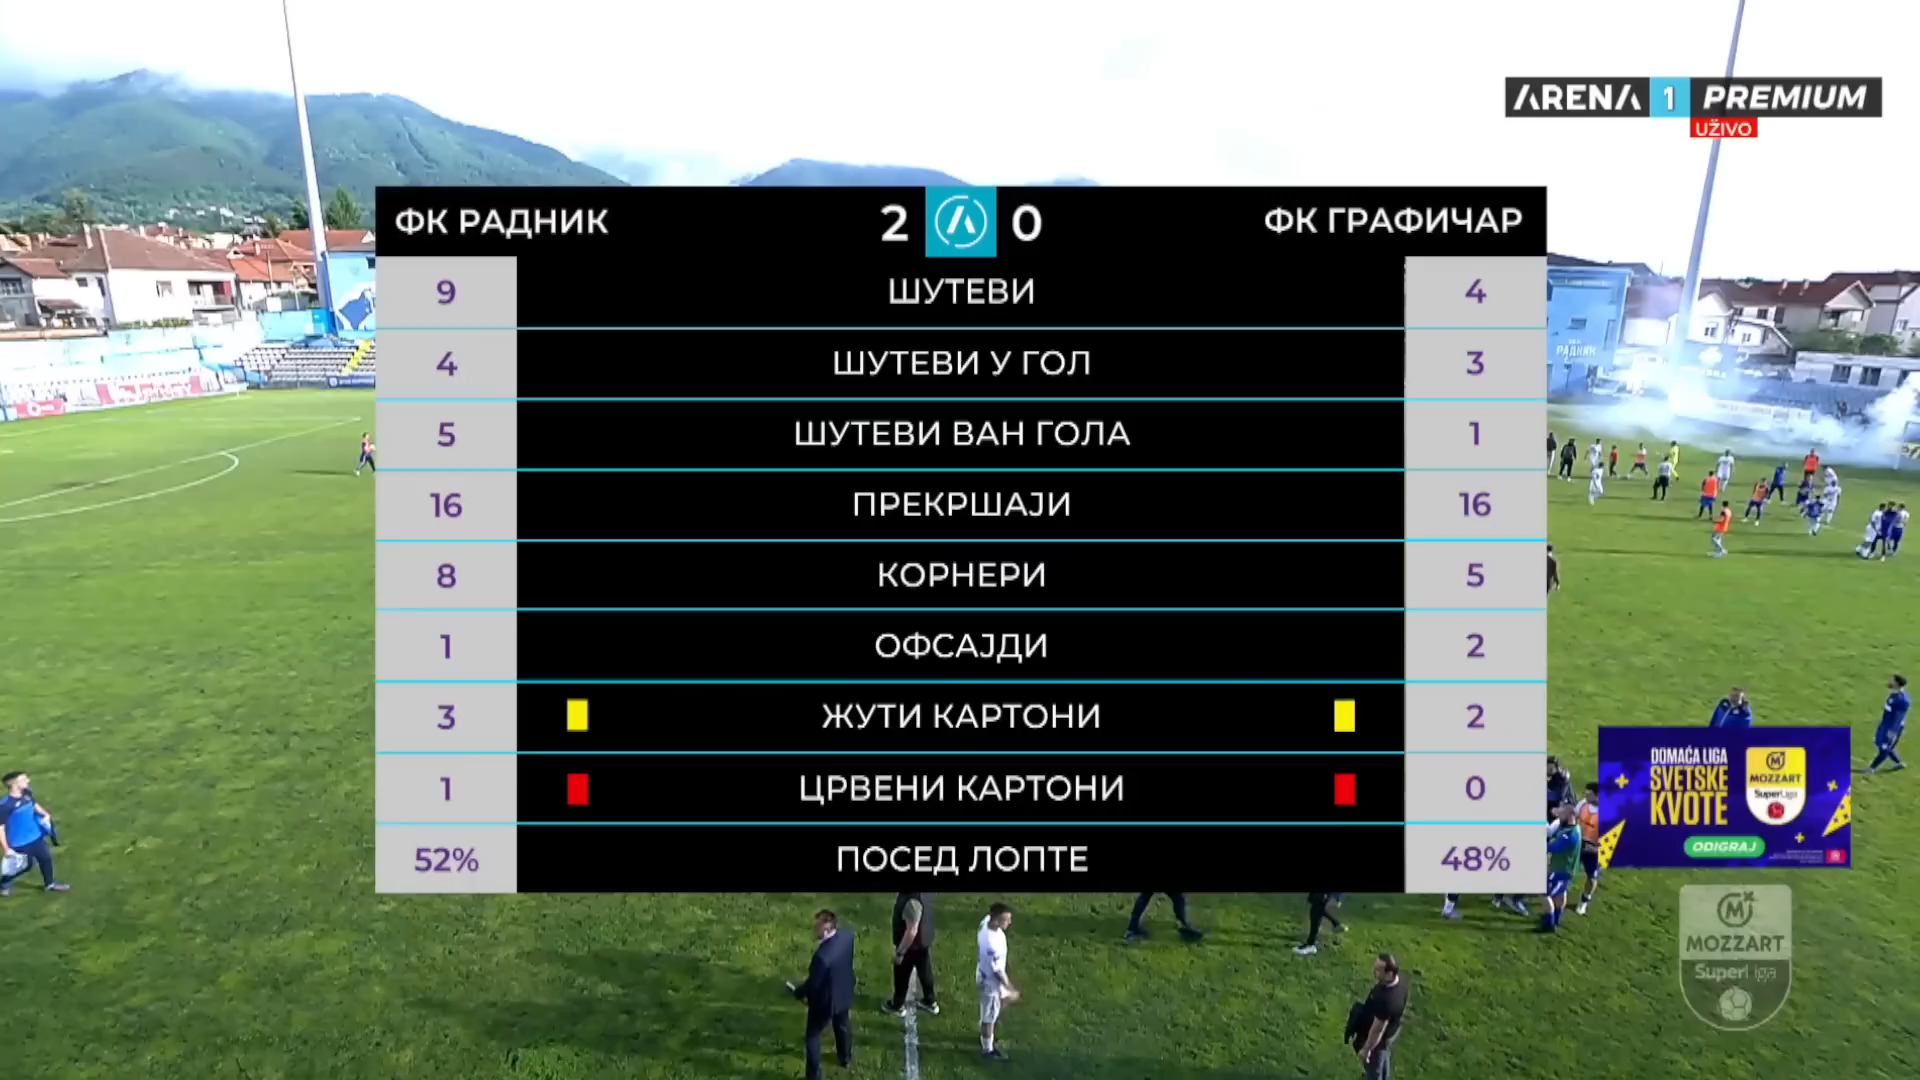 ARENA 1 PREMIUM
UŽIVO
ФК РАДНИК 2 0 ФК ГРАФИЧАР
9 ШУТЕВИ 4
4 ШУТЕВИ У ГОЛ 3
5 ШУТЕВИ ВАН ГОЛА 1
16 ПРЕКРШАЈИ 16
8 КОРНЕРИ 5
1 ОФСАЈДИ 2
3 ЖУТИ КАРТОНИ 2
1 ЦРВЕНИ КАРТОНИ 0
52% ПОСЕД ЛОПТЕ 48%
РАДНИК
DOMAĆA LIGA
SVETSKE
KVOTE
ODIGRAJ
MOZZART
SuperLiga
MOZZART
SuperLiga